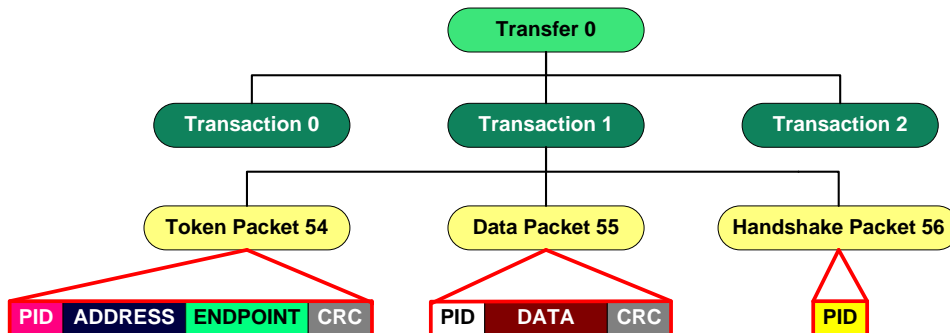 Transfer 0
Transaction 0 Transaction 1 Transaction 2
Token Packet 54 Data Packet 55 Handshake Packet 56
PID ADDRESS ENDPOINT CRC PID DATA CRC PID